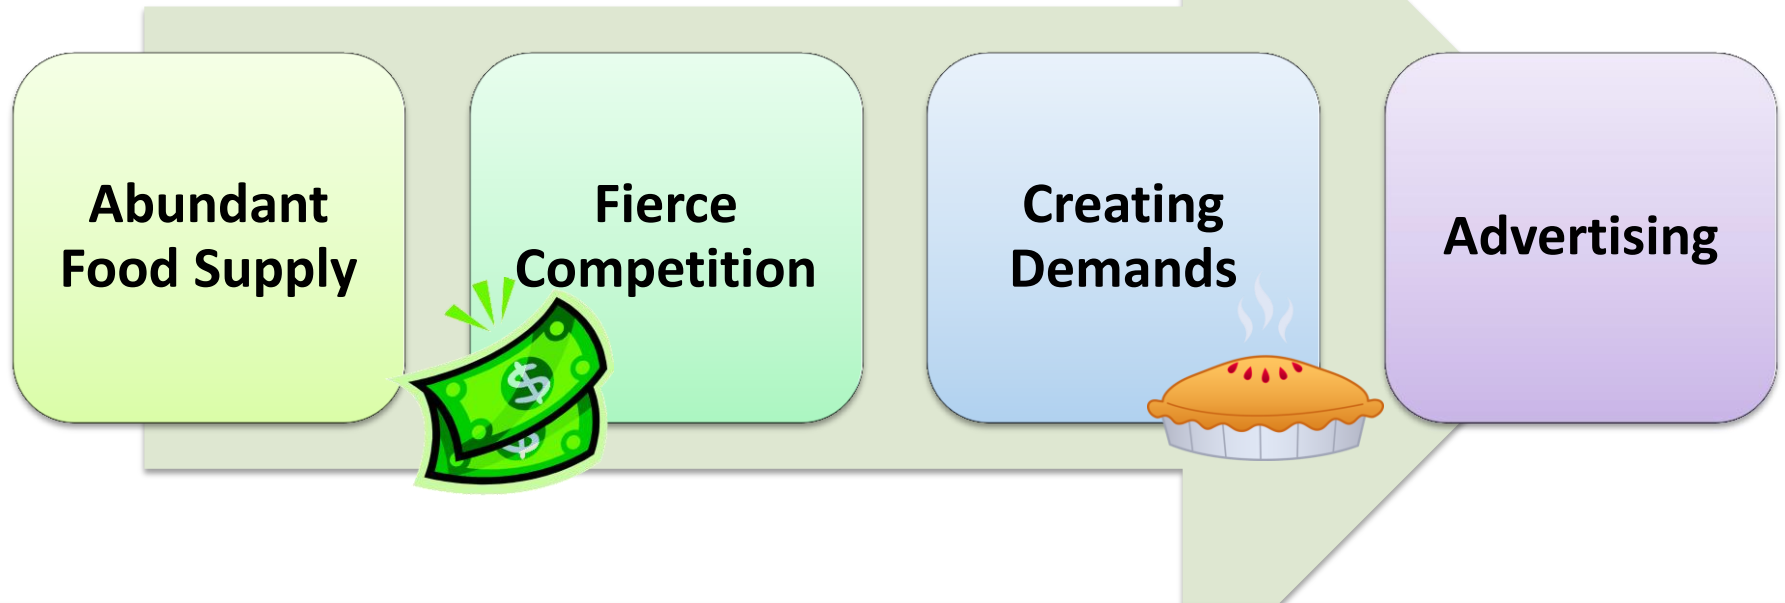 Abundant
Food Supply
Fierce
Competition
Creating
Demands
Advertising
$
$